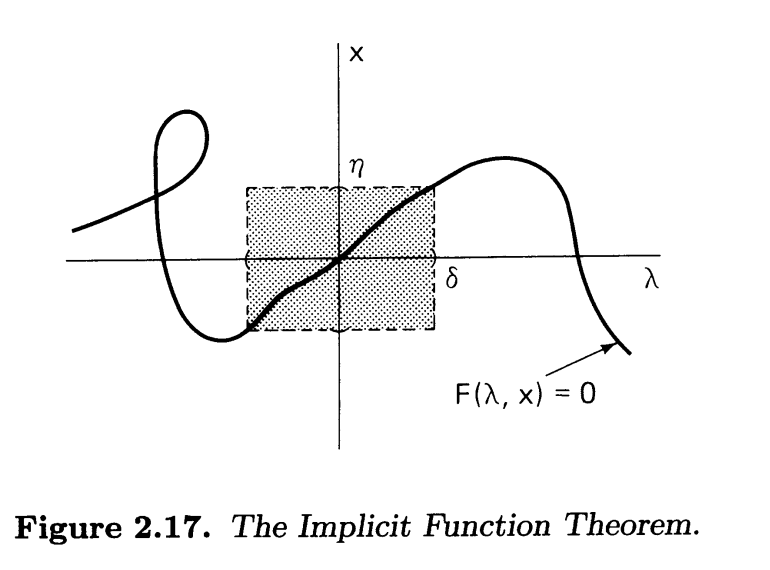 x
η
δ
λ
F(λ, x) = 0
Figure 2.17. The Implicit Function Theorem.